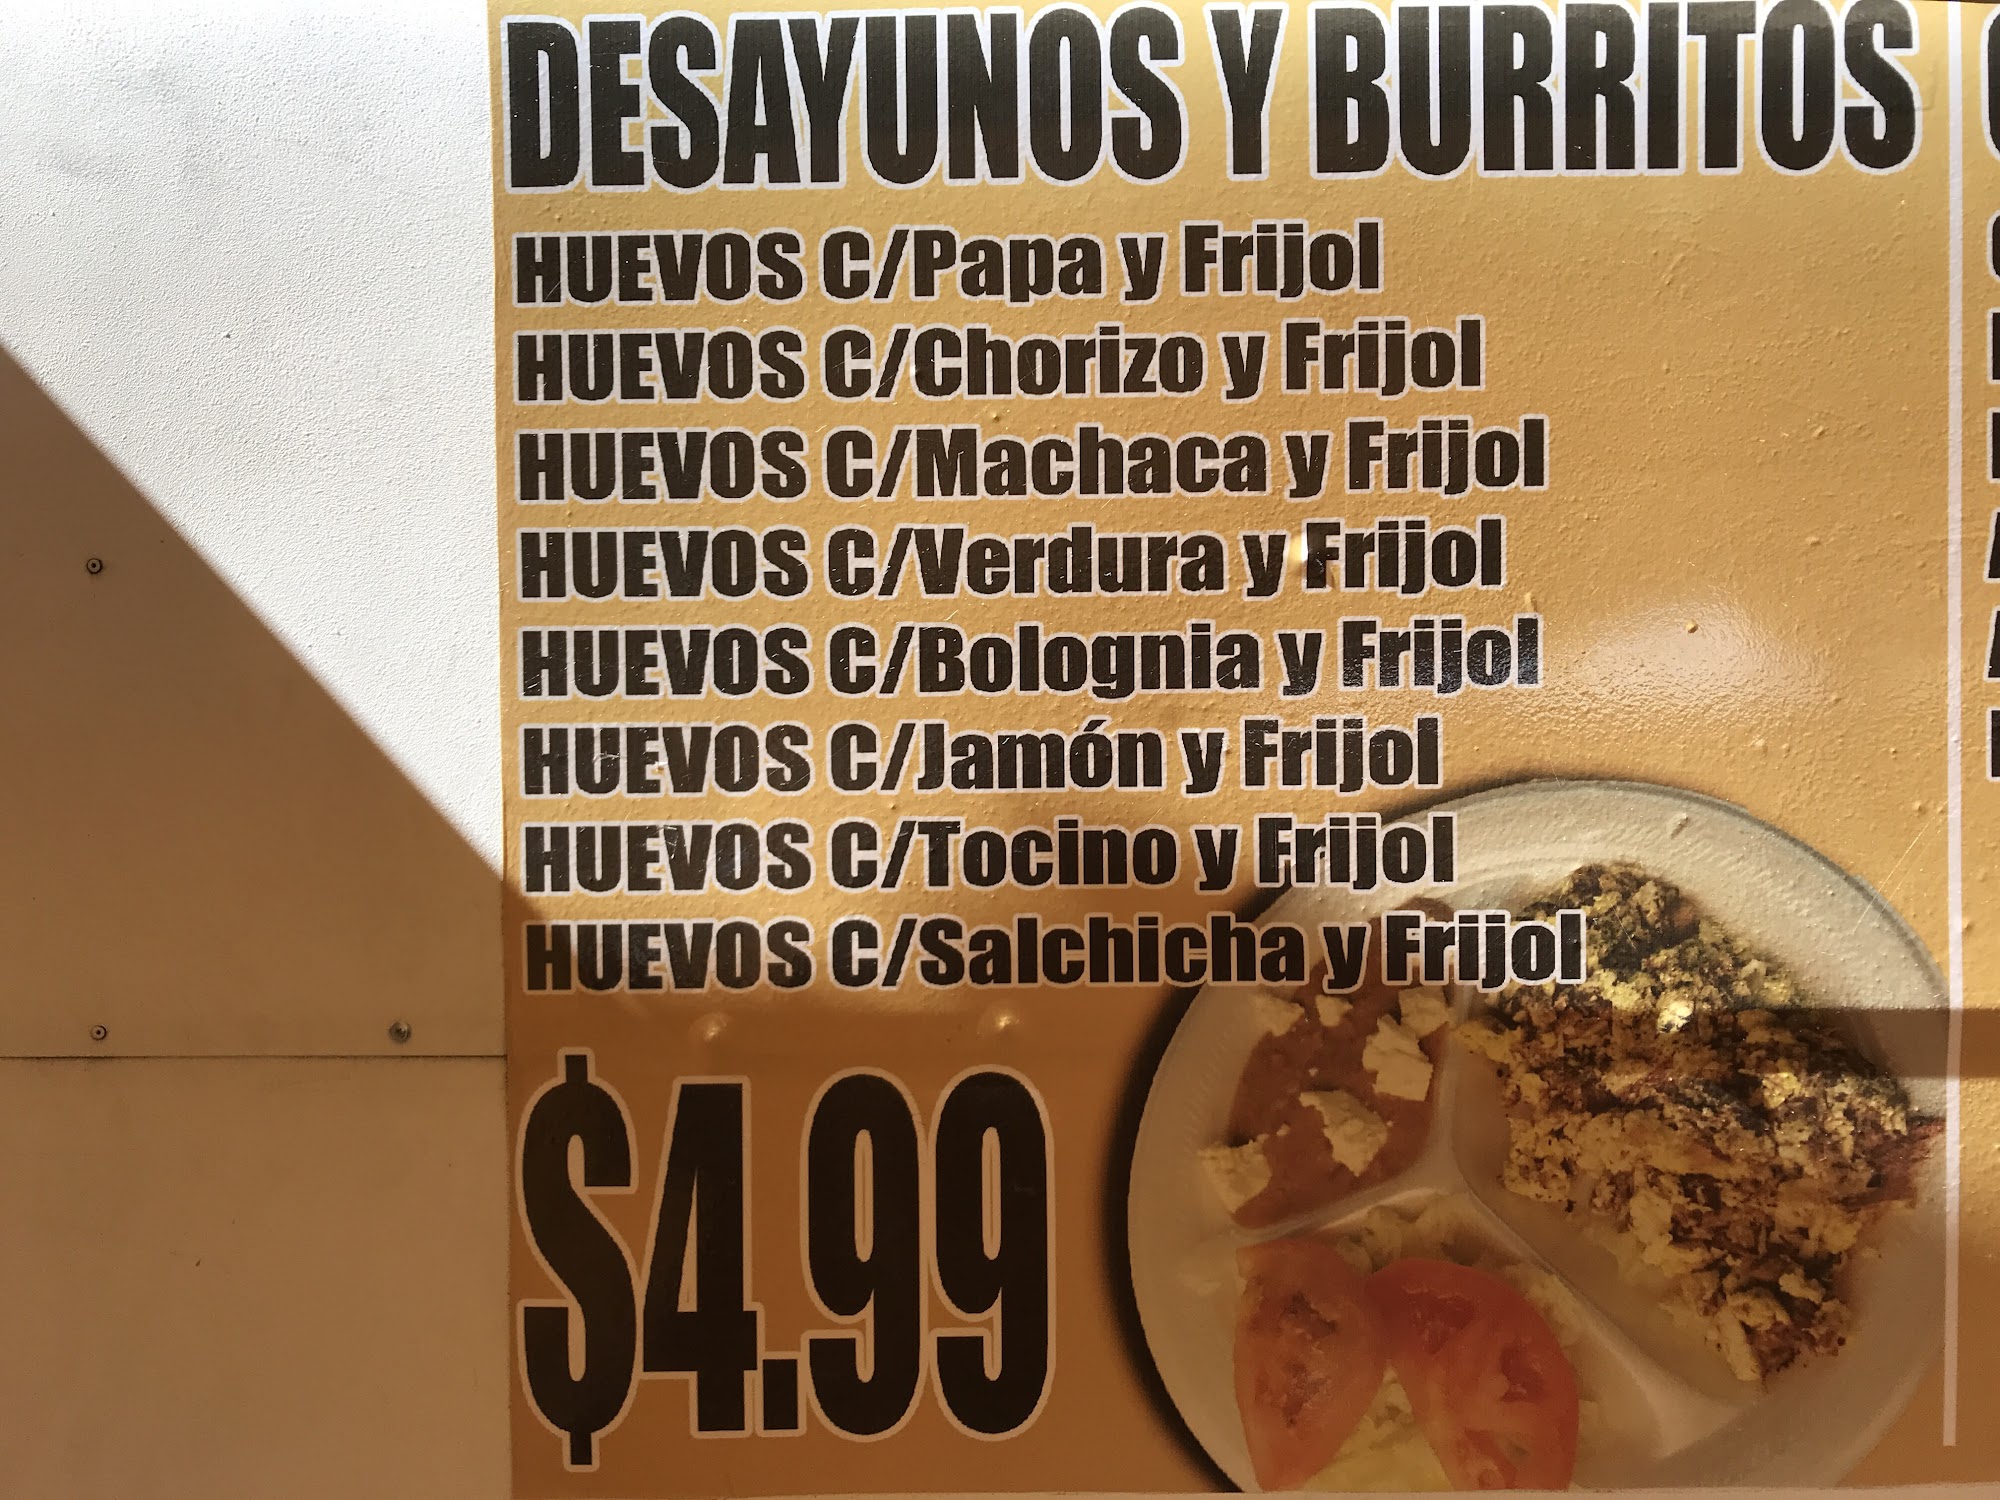 DESAYUNOS Y BURRITOS
HUEVOS C/Papa y Frijol
HUEVOS C/Chorizo y Frijol
HUEVOS C/Machaca y Frijol
HUEVOS C/Verdura y Frijol
HUEVOS C/Bolognia y Frijol
HUEVOS C/Jamón y Frijol
HUEVOS C/Tocino y Frijol
HUEVOS C/Salchicha y Frijol
$4.99